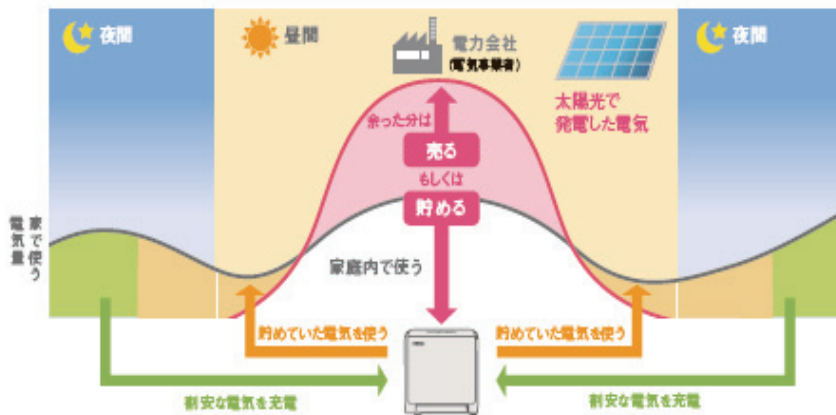 夜間
昼間
電力会社
(電気事業者)
夜間
太陽光で
発電した電気
余った分は
売る
もしくは
貯める
家で使う
電気量
家庭内で使う
貯めていた電気を使う
貯めていた電気を使う
割安な電気を充電
割安な電気を充電